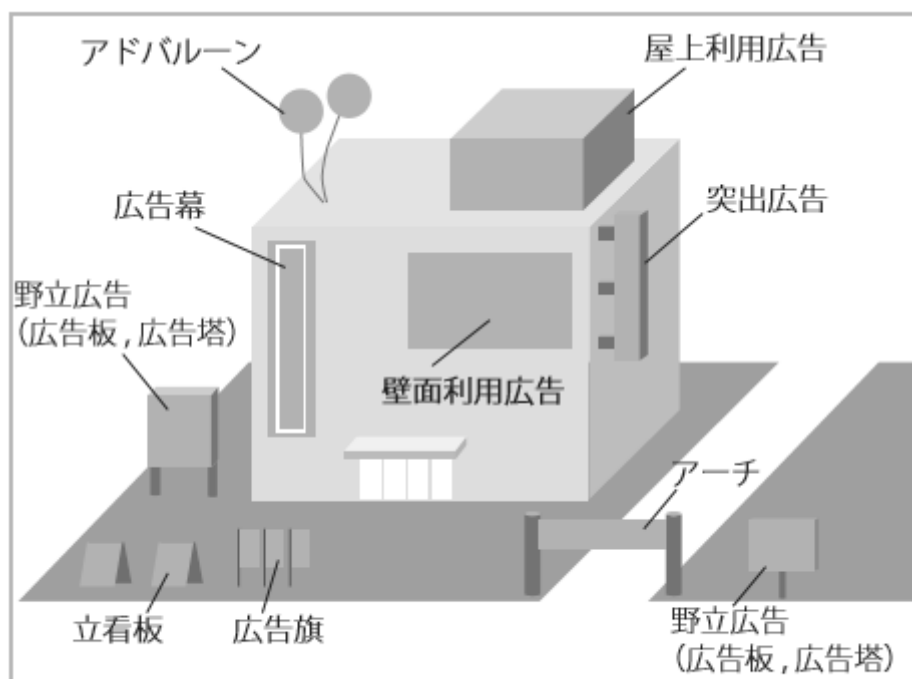 アドバルーン
屋上利用広告
広告幕
突出広告
野立広告
（広告板 , 広告塔）
壁面利用広告
アーチ
立看板
広告旗
野立広告
（広告板 , 広告塔）